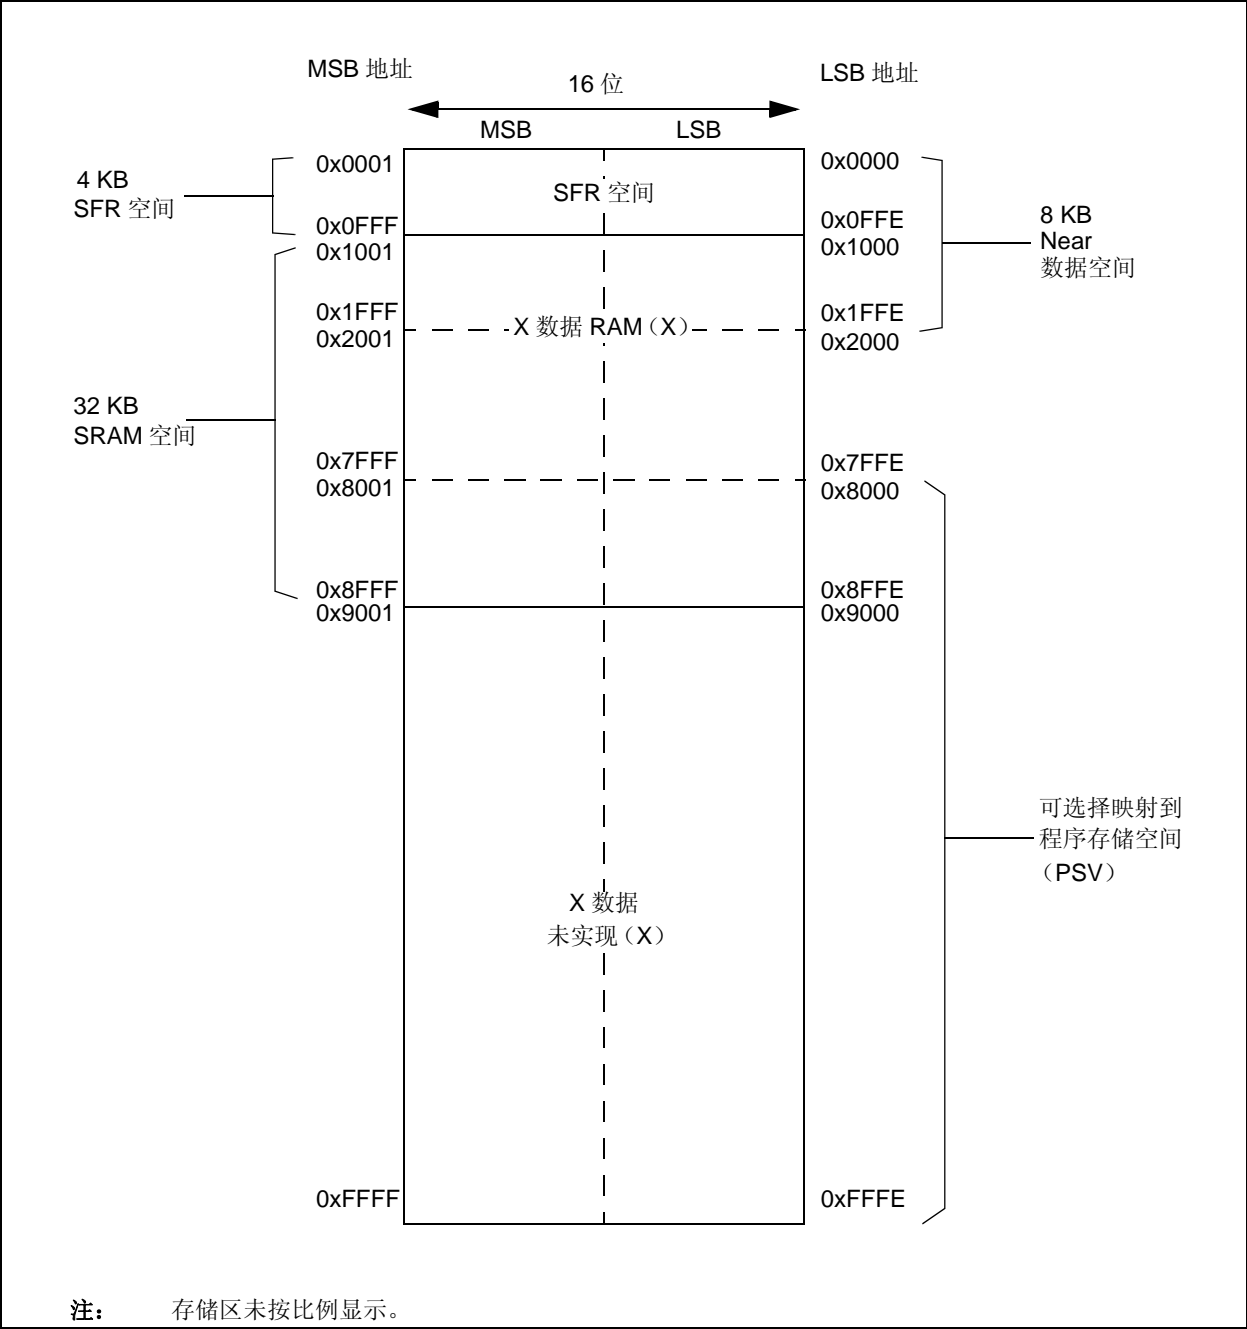 MSB 地址
16 位
LSB 地址
MSB
LSB
0x0001
0x0000
4 KB
SFR 空间
SFR 空间
0x0FFF
0x0FFE
0x1001
0x1000
8 KB
Near
数据空间
0x1FFF
0x1FFE
X 数据 RAM（X）
0x2001
0x2000
32 KB
SRAM 空间
0x7FFF
0x7FFE
0x8001
0x8000
0x8FFF
0x8FFE
0x9001
0x9000
可选择映射到
程序存储空间
（PSV）
X 数据
未实现（X）
0xFFFF
0xFFFE
注： 存储区未按比例显示。